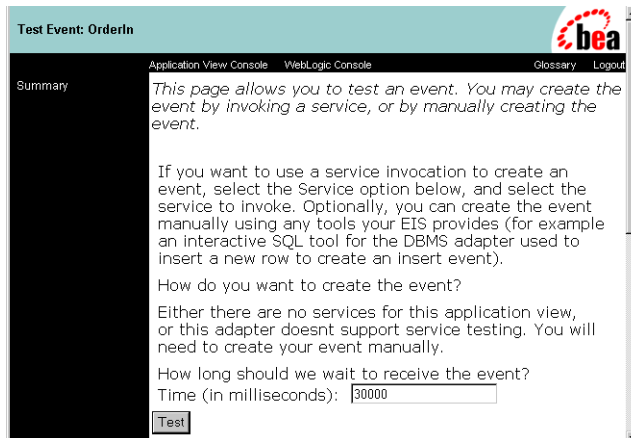 Test Event: OrderIn
bea
Application View Console WebLogic Console Glossary Logout
Summary
This page allows you to test an event. You may create the
event by invoking a service, or by manually creating the
event.
If you want to use a service invocation to create an
event, select the Service option below, and select the
service to invoke. Optionally, you can create the event
manually using any tools your EIS provides (for example
an interactive SQL tool for the DBMS adapter used to
insert a new row to create an insert event).
How do you want to create the event?
Either there are no services for this application view,
or this adapter doesnt support service testing. You will
need to create your event manually.
How long should we wait to receive the event?
Time (in milliseconds): 30000
Test